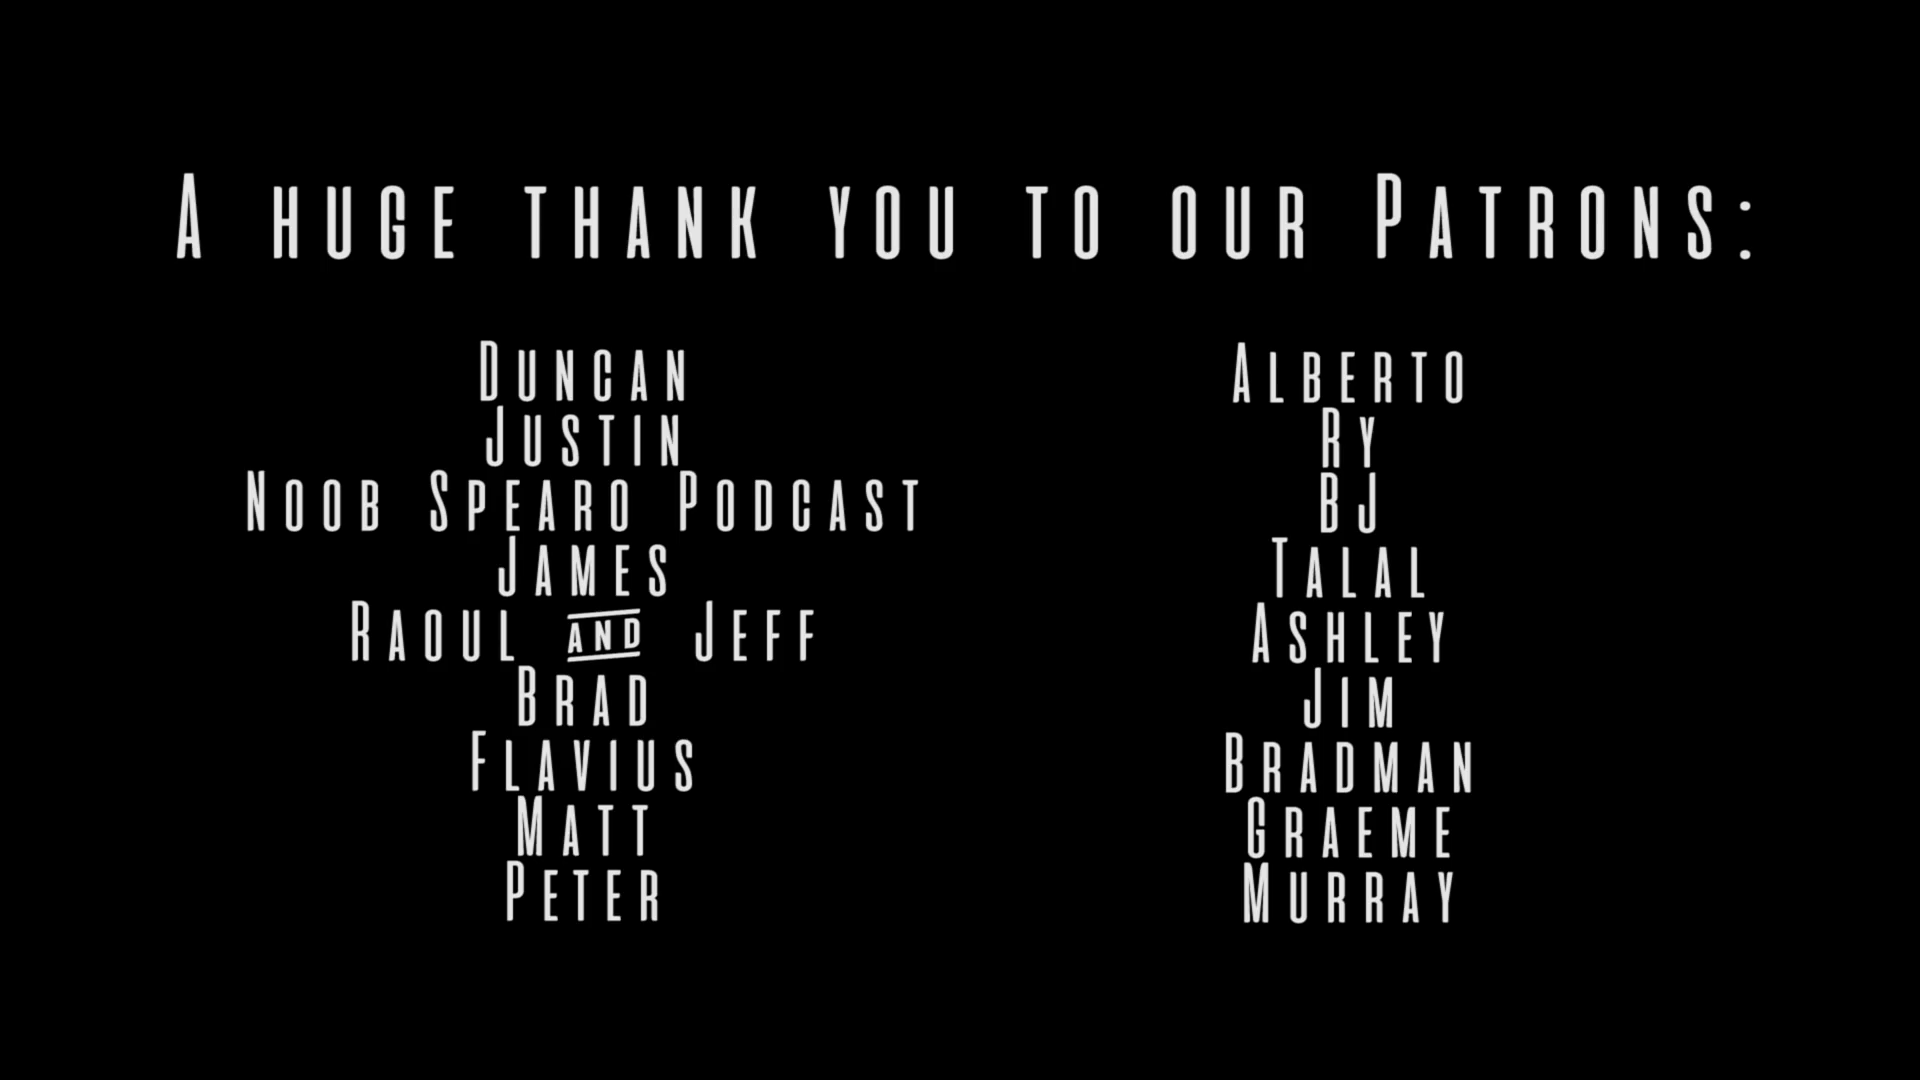 A huge thank you to our Patrons:
Duncan
Justin
Noob Spearo Podcast
James
Raoul and Jeff
Brad
Flavius
Matt
Peter
Alberto
Ry
BJ
Talal
Ashley
Jim
Bradman
Graeme
Murray